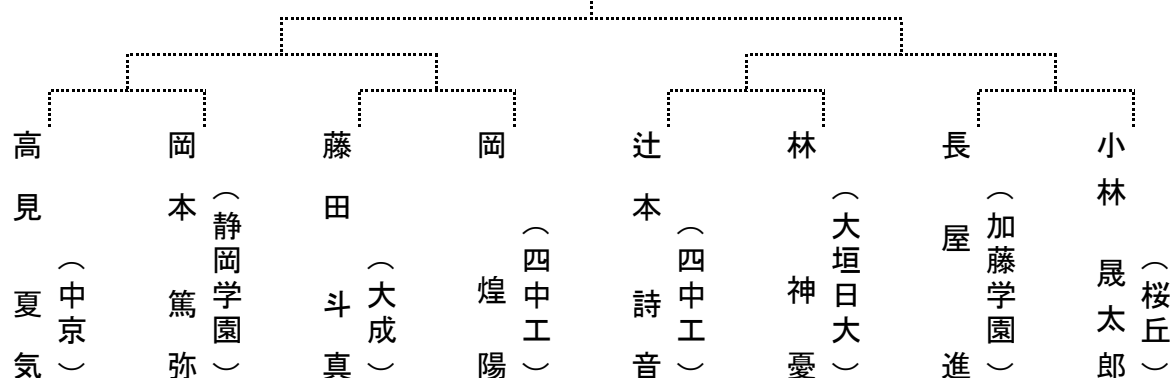 高見夏気
（中京）
岡本篤弥
（静岡学園）
藤田斗真
（大成）
岡煌陽
（四中工）
辻本詩音
（四中工）
林神憂
（大垣日大）
長屋進
（加藤学園）
小林晟太郎
（桜丘）